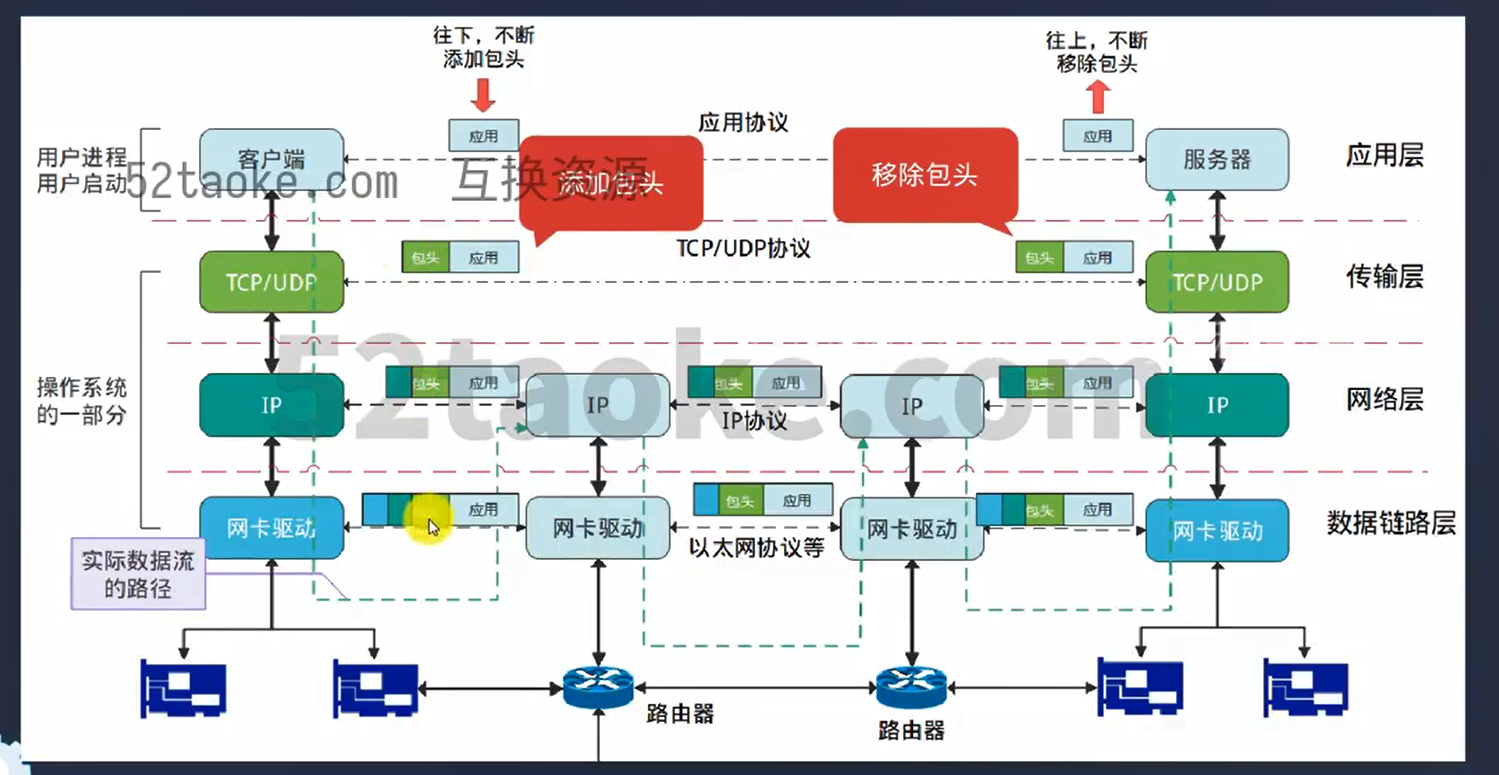 往下，不断
添加包头
往上，不断
移除包头
应用
应用协议
应用
用户进程
用户启动
客户端
添加包头
移除包头
服务器
应用层
52taoke.com 互换资源
包头 应用
TCP/UDP协议
包头 应用
TCP/UDP
TCP/UDP
传输层
操作系统
的一部分
包头 应用
包头 应用
包头 应用
IP
IP
IP协议
IP
IP
网络层
52taoke.com
应用
包头 应用
包头 应用
网卡驱动
网卡驱动
以太网协议等
网卡驱动
网卡驱动
数据链路层
实际数据流
的路径
路由器
路由器